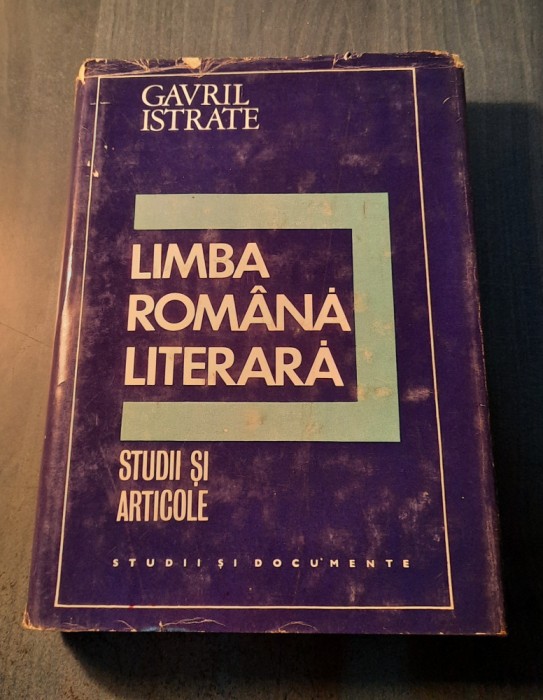 GAVRIL
ISTRATE
LIMBA
ROMÂNĂ
LITERARĂ
STUDII ȘI
ARTICOLE
STUDII ȘI DOCUMENTE